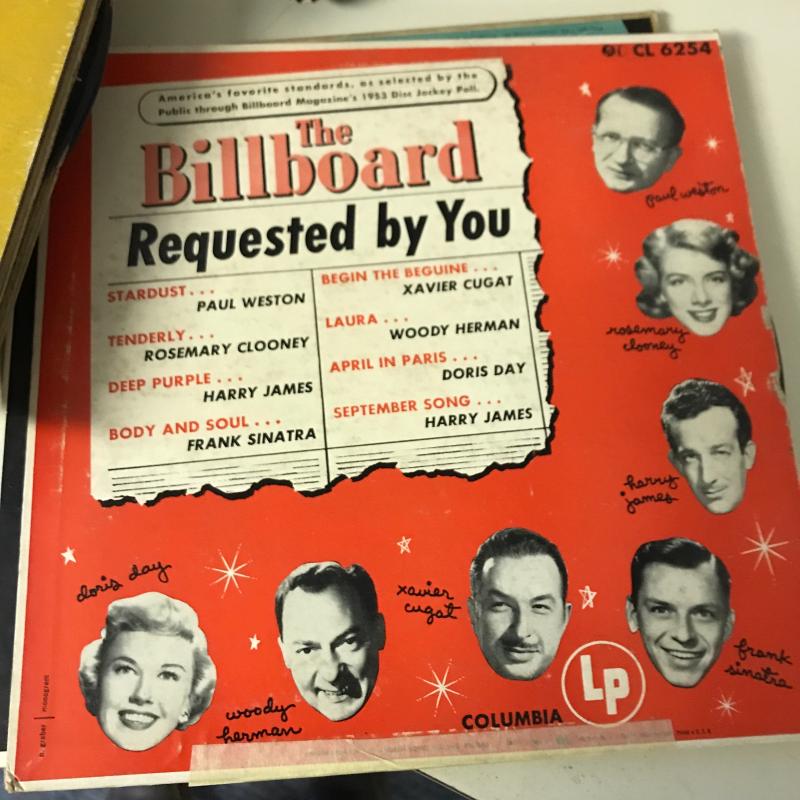 CL 6254
America's favorite standards, as selected by the
Public through Billboard Magazine's 1953 Disc Jockey Poll.
The
Billboard
Requested by You
STARDUST...
PAUL WESTON
TENDERLY...
ROSEMARY CLOONEY
DEEP PURPLE ...
HARRY JAMES
BODY AND SOUL ...
FRANK SINATRA
BEGIN THE BEGUINE ...
XAVIER CUGAT
LAURA ...
WOODY HERMAN
APRIL IN PARIS ...
DORIS DAY
SEPTEMBER SONG ...
HARRY JAMES
paul weston
rosemary
clooney
harry
james
doris day
woody
herman
xavier
cugat
frank
sinatra
COLUMBIA
LP
n. graber | monogram